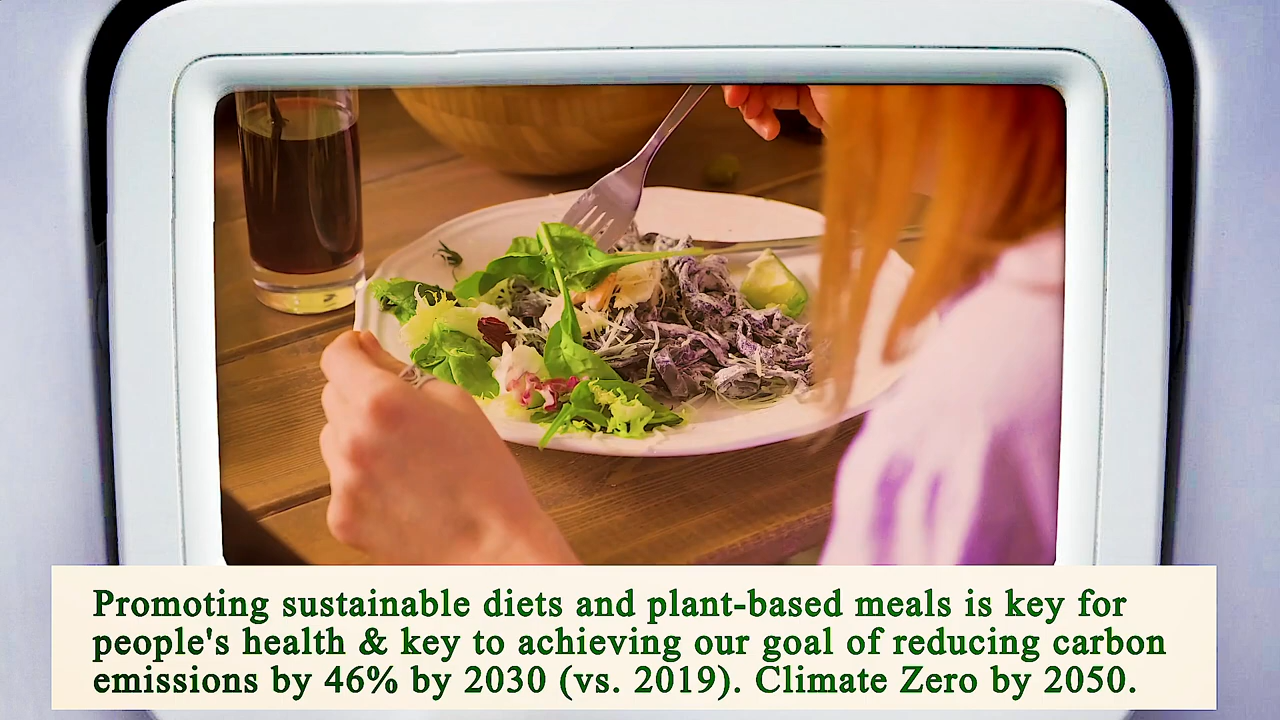 Promoting sustainable diets and plant-based meals is key for
people's health & key to achieving our goal of reducing carbon
emissions by 46% by 2030 (vs. 2019). Climate Zero by 2050.